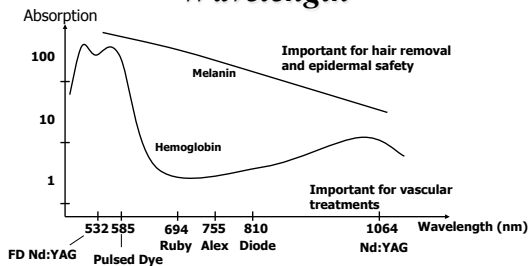 Wavelength
Absorption
100
10
1
Melanin
Important for hair removal
and epidermal safety
Hemoglobin
Important for vascular
treatments
532 585 694 755 810 1064 Wavelength (nm)
Ruby Alex Diode Nd:YAG
FD Nd:YAG
Pulsed Dye